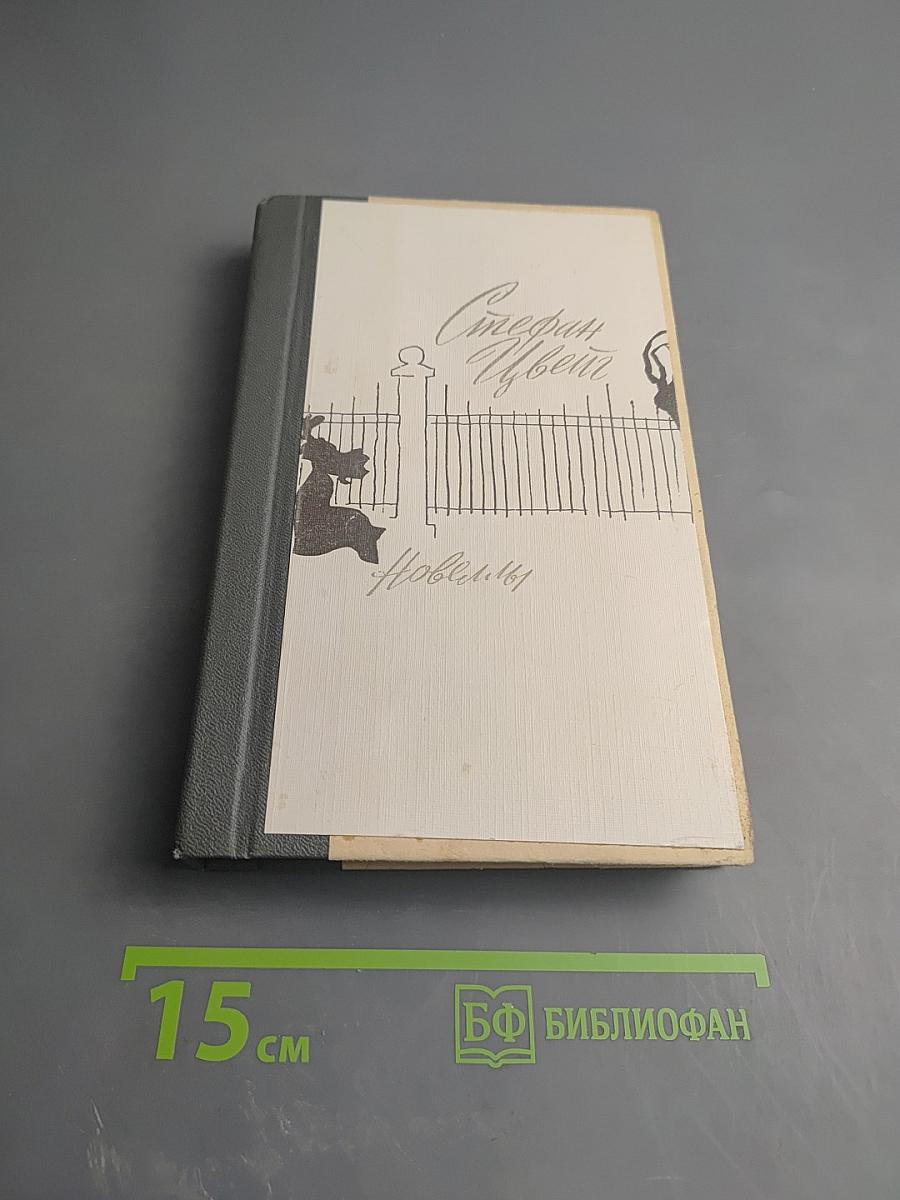 Стефан
Цвейг
Новеллы
15 см
БФ БИБЛИОФАН